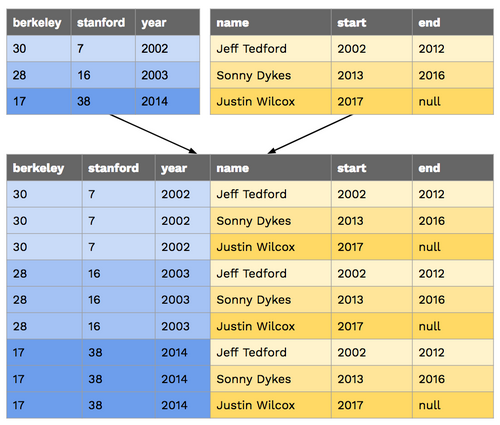 berkeley stanford year
30 7 2002
28 16 2003
17 38 2014
name start end
Jeff Tedford 2002 2012
Sonny Dykes 2013 2016
Justin Wilcox 2017 null
berkeley stanford year name start end
30 7 2002 Jeff Tedford 2002 2012
30 7 2002 Sonny Dykes 2013 2016
30 7 2002 Justin Wilcox 2017 null
28 16 2003 Jeff Tedford 2002 2012
28 16 2003 Sonny Dykes 2013 2016
28 16 2003 Justin Wilcox 2017 null
17 38 2014 Jeff Tedford 2002 2012
17 38 2014 Sonny Dykes 2013 2016
17 38 2014 Justin Wilcox 2017 null